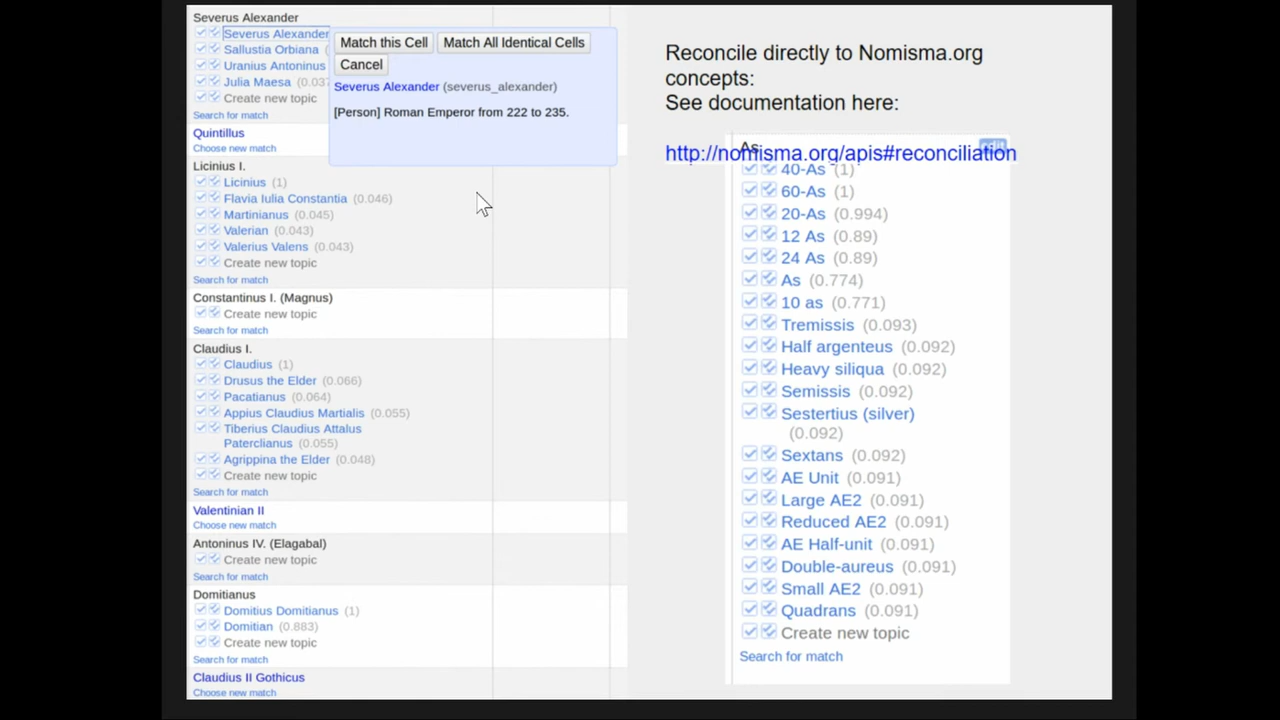 Severus Alexander
Severus Alexander
Sallustia Orbiana (
Uranius Antoninus
Julia Maesa (0.037
Create new topic
Search for match
Match this Cell Match All Identical Cells
Cancel
Severus Alexander (severus_alexander)
[Person] Roman Emperor from 222 to 235.
Quintillus
Choose new match
Licinius I.
Licinius (1)
Flavia Iulia Constantia (0.046)
Martinianus (0.045)
Valerian (0.043)
Valerius Valens (0.043)
Create new topic
Search for match
Constantinus I. (Magnus)
Create new topic
Search for match
Claudius I.
Claudius (1)
Drusus the Elder (0.066)
Pacatianus (0.064)
Appius Claudius Martialis (0.055)
Tiberius Claudius Attalus
Paterclianus (0.055)
Agrippina the Elder (0.048)
Create new topic
Search for match
Valentinian II
Choose new match
Antoninus IV. (Elagabal)
Create new topic
Search for match
Domitianus
Domitius Domitianus (1)
Domitian (0.883)
Create new topic
Search for match
Claudius II Gothicus
Choose new match
Reconcile directly to Nomisma.org
concepts:
See documentation here:
http://nomisma.org/apis#reconciliation
As
40-As (1)
60-As (1)
20-As (0.994)
12 As (0.89)
24 As (0.89)
As (0.774)
10 as (0.771)
Tremissis (0.093)
Half argenteus (0.092)
Heavy siliqua (0.092)
Semissis (0.092)
Sestertius (silver)
(0.092)
Sextans (0.092)
AE Unit (0.091)
Large AE2 (0.091)
Reduced AE2 (0.091)
AE Half-unit (0.091)
Double-aureus (0.091)
Small AE2 (0.091)
Quadrans (0.091)
Create new topic
Search for match